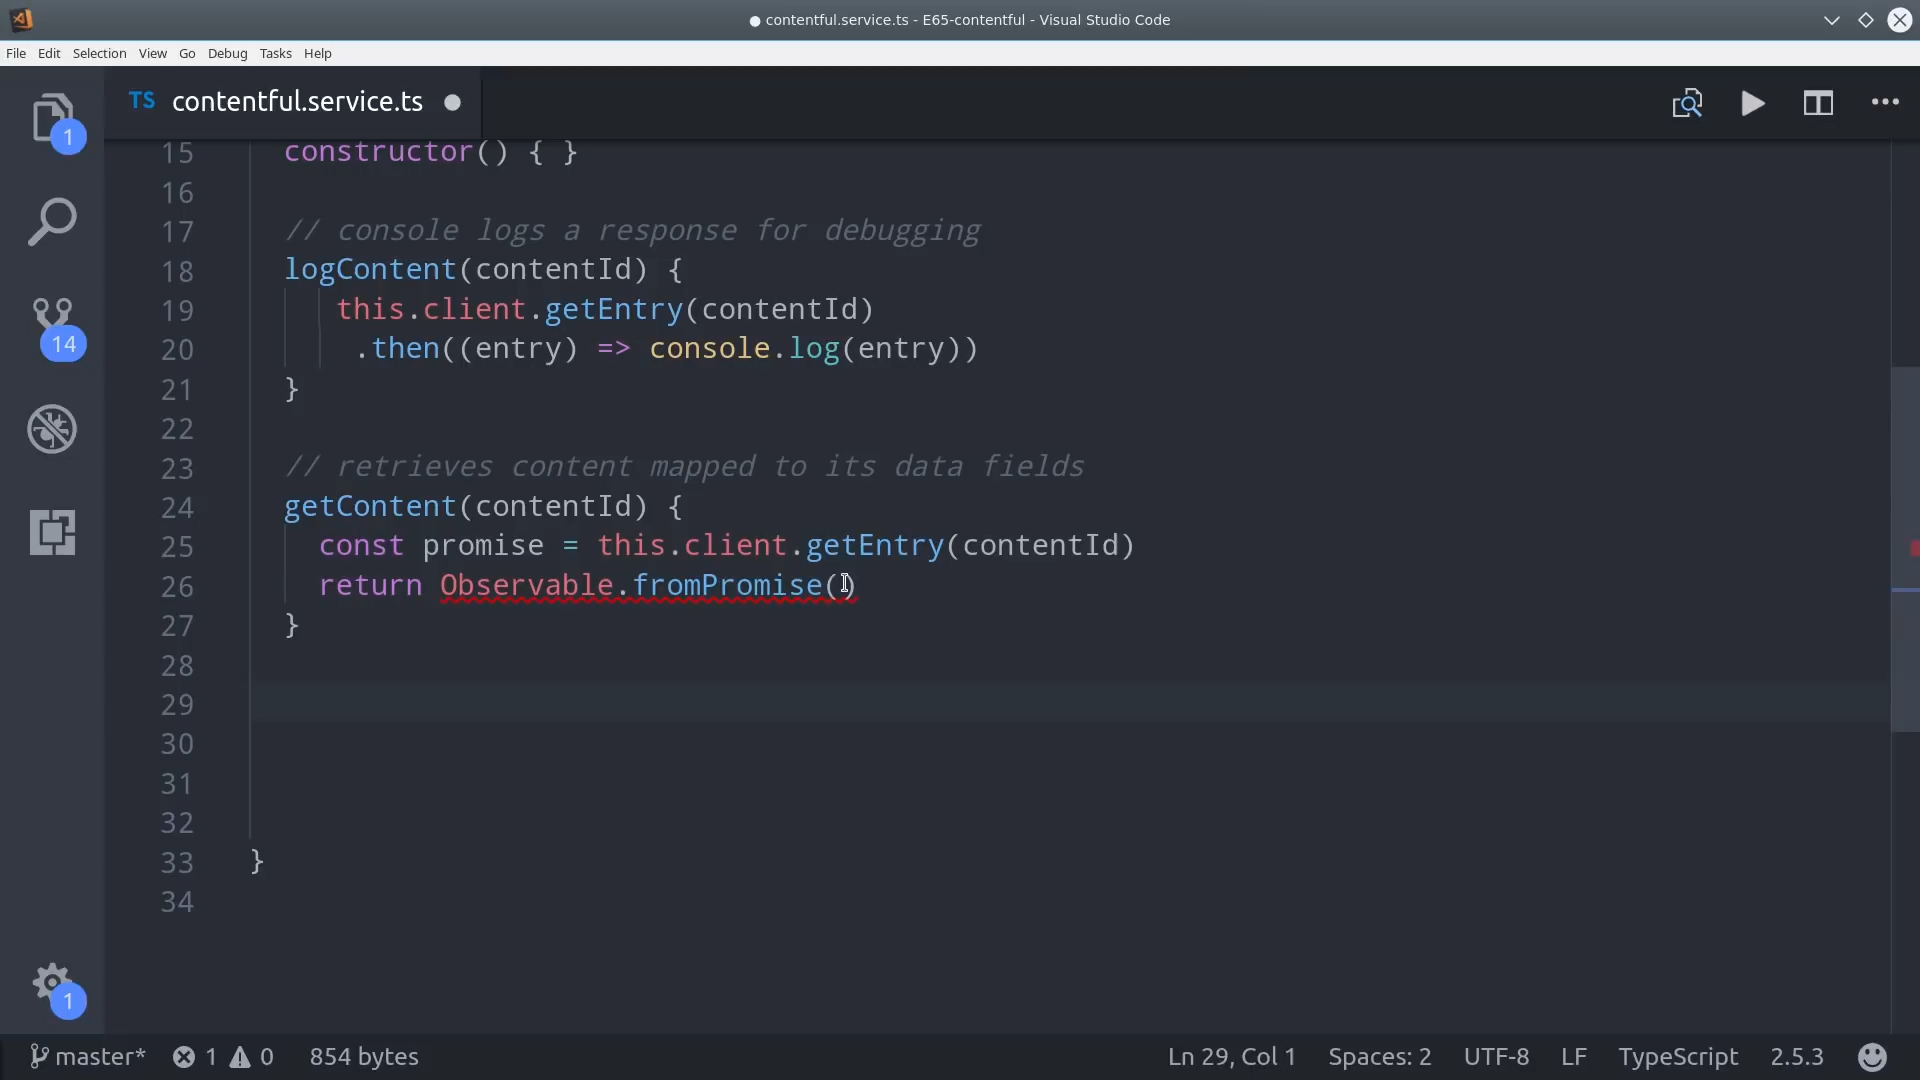 ● contentful.service.ts - E65-contentful - Visual Studio Code
File Edit Selection View Go Debug Tasks Help
TS contentful.service.ts
1
14
1
15 constructor() { }
16
17 // console logs a response for debugging
18 logContent(contentId) {
19 this.client.getEntry(contentId)
20 .then((entry) => console.log(entry))
21 }
22
23 // retrieves content mapped to its data fields
24 getContent(contentId) {
25 const promise = this.client.getEntry(contentId)
26 return Observable.fromPromise()
27 }
28
29
30
31
32
33 }
34
master* 1 0 854 bytes Ln 29, Col 1 Spaces: 2 UTF-8 LF TypeScript 2.5.3